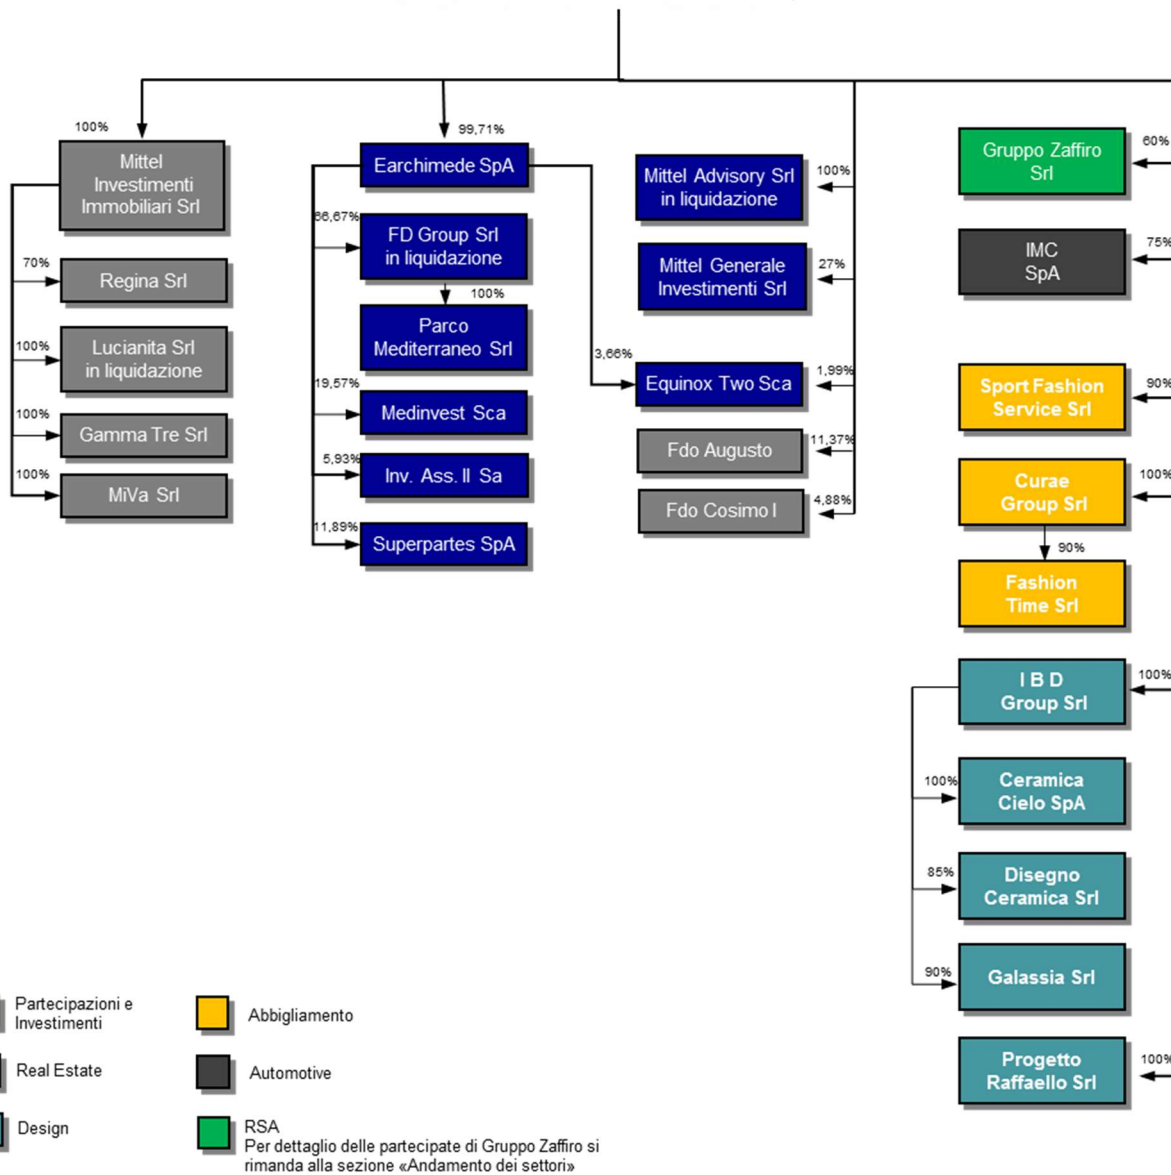 100%
Mittel
Investimenti
Immobiliari Srl
70%
Regina Srl
100%
Lucianita Srl
in liquidazione
100%
Gamma Tre Srl
100%
MiVa Srl
99,71%
Earchimede SpA
66,67%
FD Group Srl
in liquidazione
100%
Parco
Mediterraneo Srl
19,57%
Medinvest Sca
5,93%
Inv. Ass. II Sa
11,89%
Superpartes SpA
Mittel Advisory Srl
in liquidazione
100%
Mittel Generale
Investimenti Srl
27%
3,66%
Equinox Two Sca
1,99%
Fdo Augusto
11,37%
Fdo Cosimo I
4,88%
Gruppo Zaffiro
Srl
60%
IMC
SpA
75%
Sport Fashion
Service Srl
90%
Curae
Group Srl
100%
90%
Fashion
Time Srl
I B D
Group Srl
100%
100%
Ceramica
Cielo SpA
85%
Disegno
Ceramica Srl
90%
Galassia Srl
Progetto
Raffaello Srl
100%
Partecipazioni e
Investimenti
Real Estate
Design
Abbigliamento
Automotive
RSA
Per dettaglio delle partecipate di Gruppo Zaffiro si
rimanda alla sezione «Andamento dei settori»